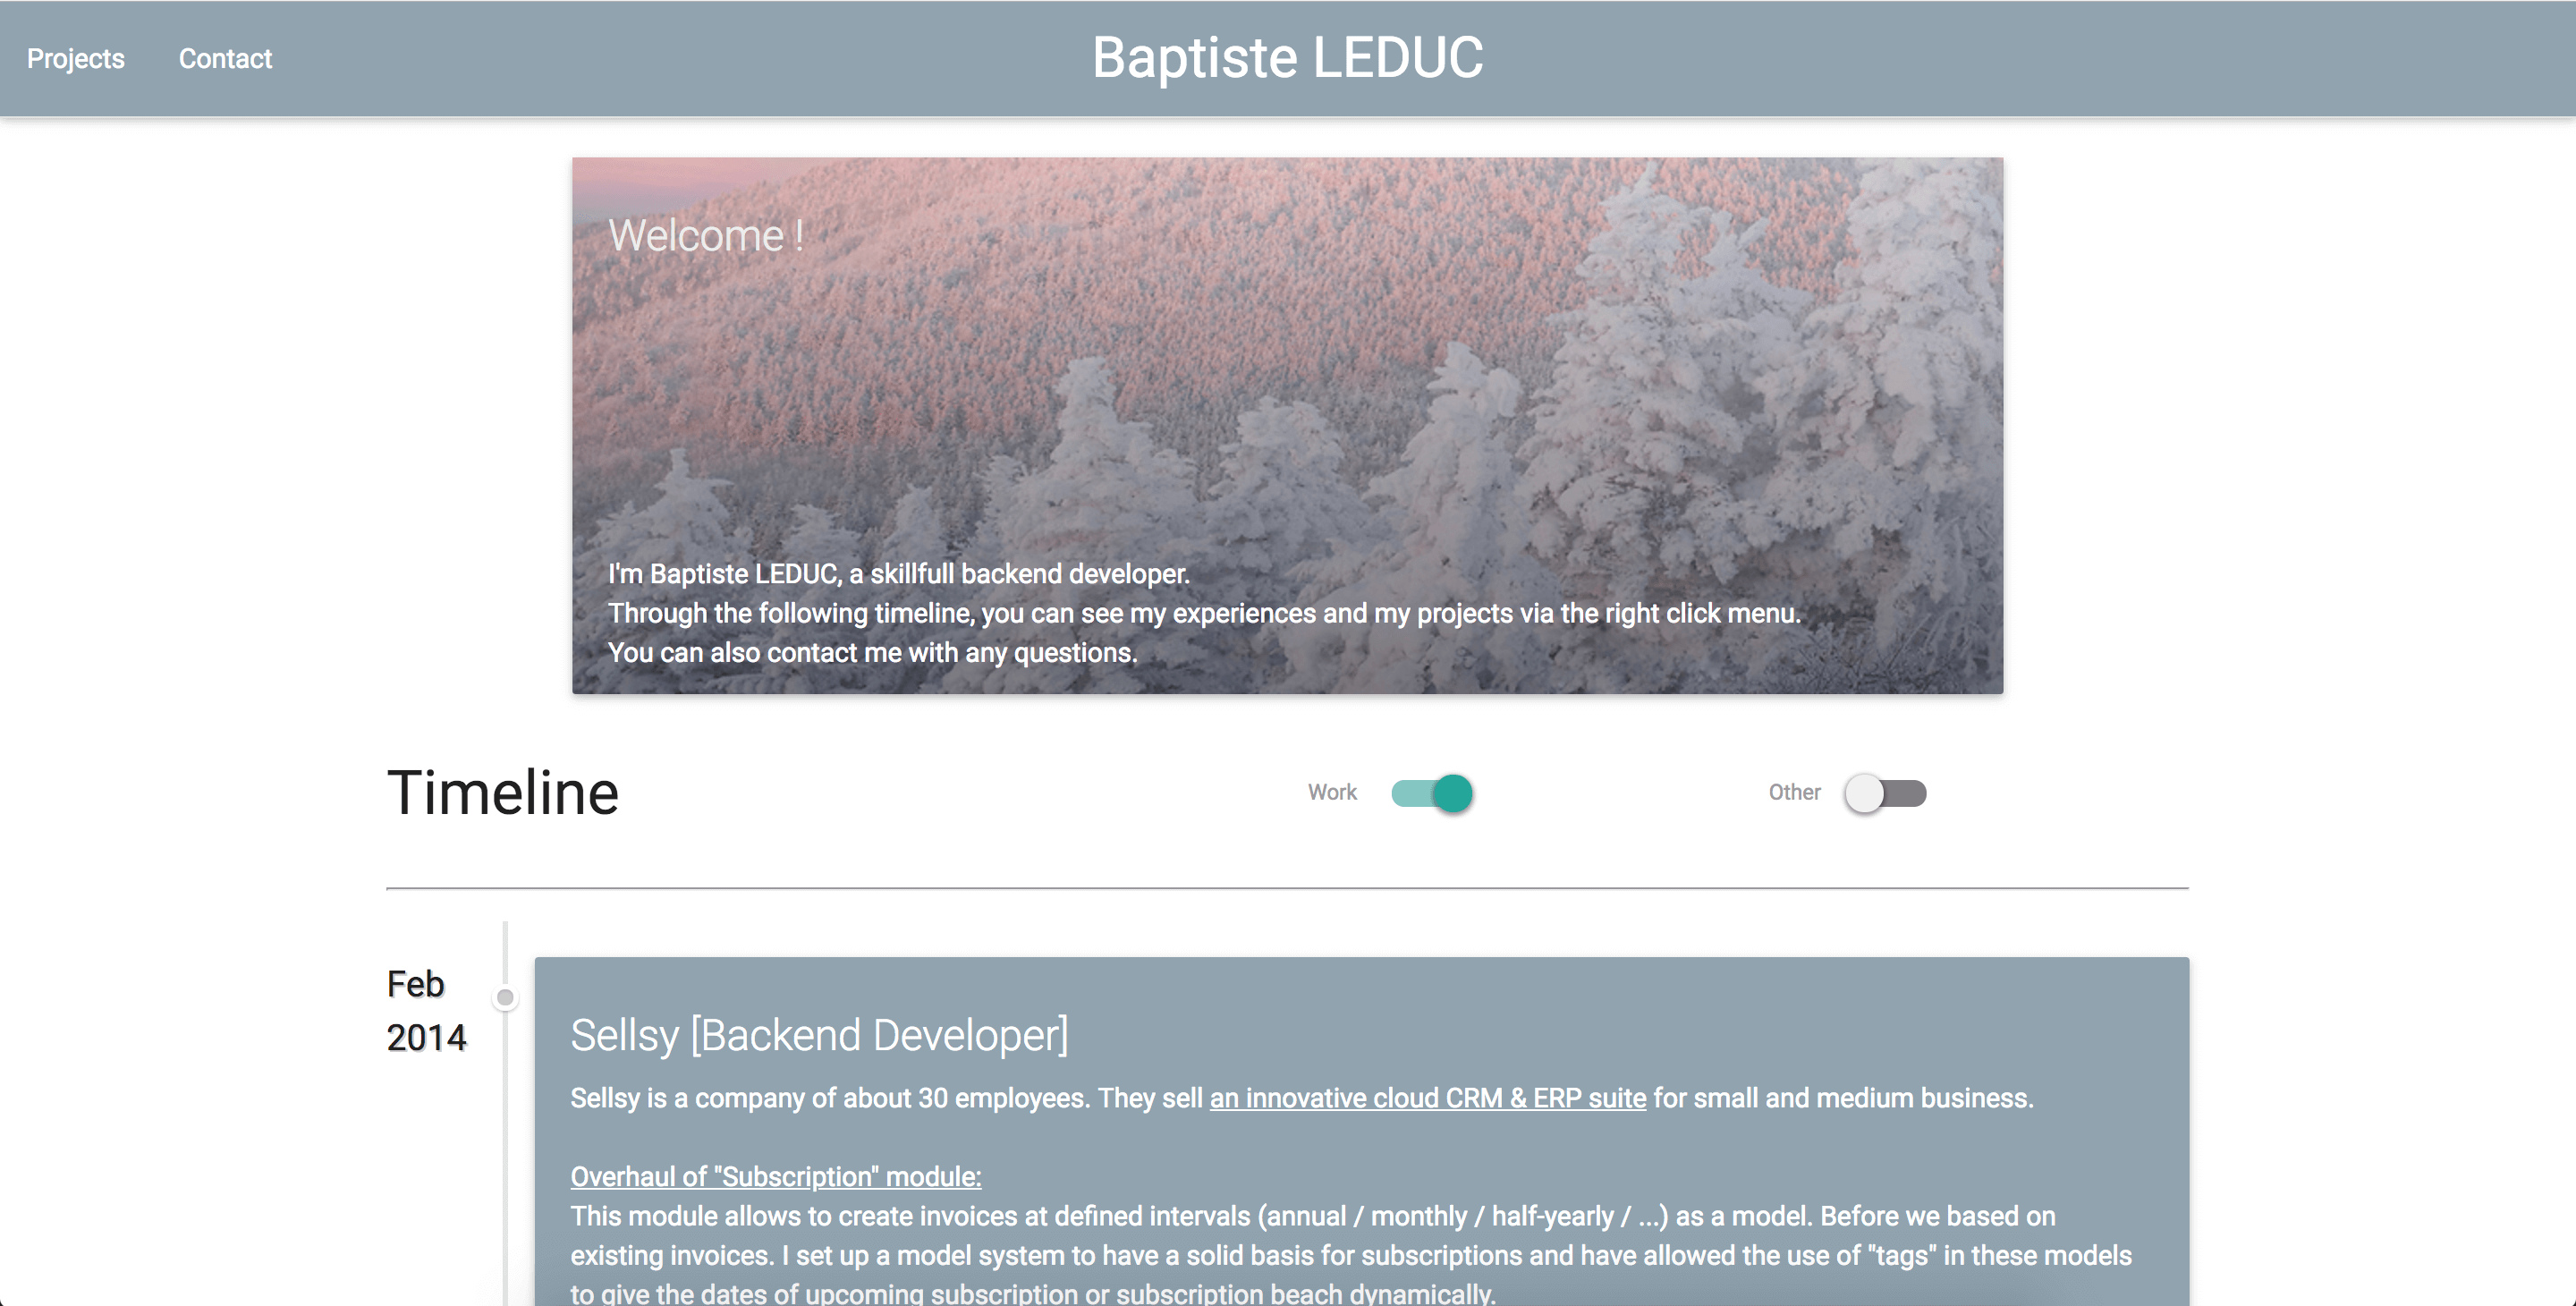 Projects Contact Baptiste LEDUC
Welcome !
I'm Baptiste LEDUC, a skillfull backend developer.
Through the following timeline, you can see my experiences and my projects via the right click menu.
You can also contact me with any questions.
Timeline Work Other
Feb
2014
Sellsy [Backend Developer]
Sellsy is a company of about 30 employees. They sell an innovative cloud CRM & ERP suite for small and medium business.
Overhaul of "Subscription" module:
This module allows to create invoices at defined intervals (annual / monthly / half-yearly / ...) as a model. Before we based on
existing invoices. I set up a model system to have a solid basis for subscriptions and have allowed the use of "tags" in these models
to give the dates of upcoming subscription or subscription beach dynamically.